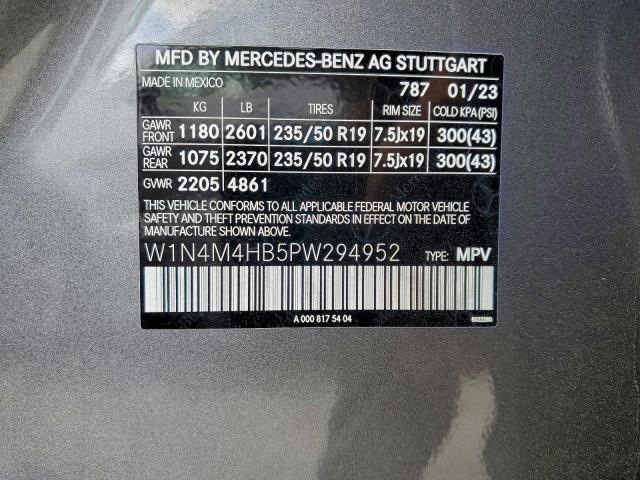 MFD BY MERCEDES-BENZ AG STUTTGART
MADE IN MEXICO 787 01/23
KG LB TIRES RIM SIZE COLD KPA(PSI)
GAWR FRONT 1180 2601 235/50 R19 7.5Jx19 300(43)
GAWR REAR 1075 2370 235/50 R19 7.5Jx19 300(43)
GVWR 2205 4861
THIS VEHICLE CONFORMS TO ALL APPLICABLE FEDERAL MOTOR VEHICLE
SAFETY AND THEFT PREVENTION STANDARDS IN EFFECT ON THE DATE OF
MANUFACTURE SHOWN ABOVE.
W1N4M4HB5PW294952 TYPE: MPV
A 000 817 54 04